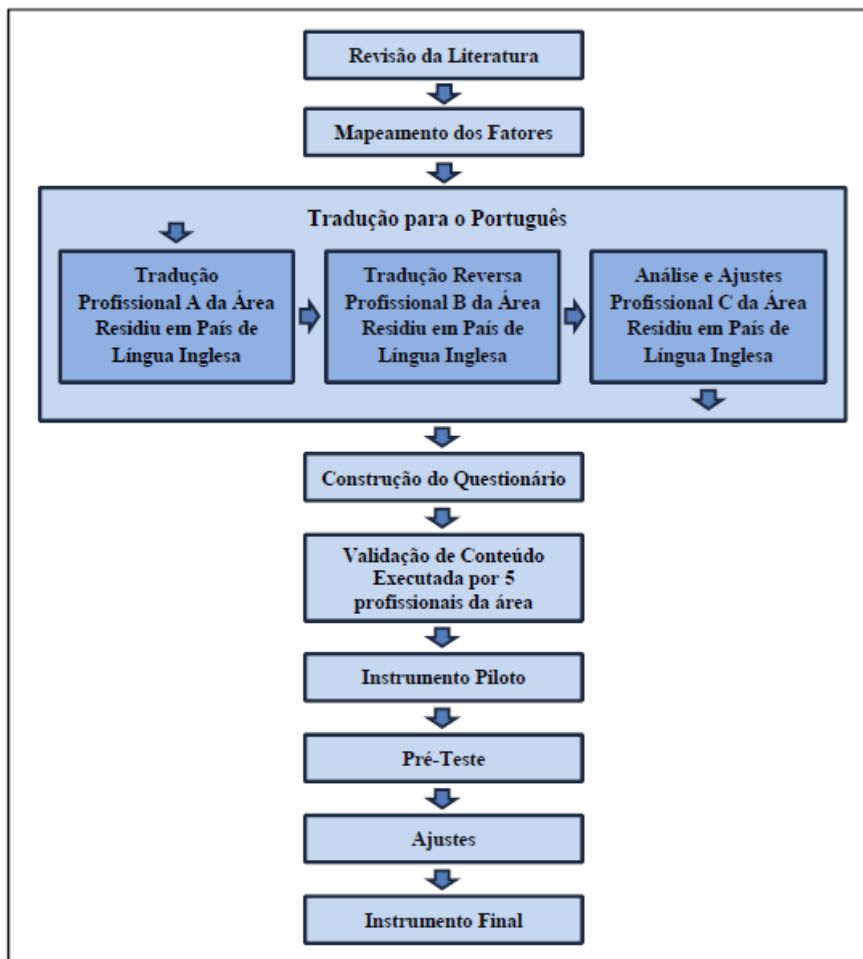 Revisão da Literatura
Mapeamento dos Fatores
Tradução para o Português
Tradução
Profissional A da Área
Residiu em País de
Língua Inglesa
Tradução Reversa
Profissional B da Área
Residiu em País de
Língua Inglesa
Análise e Ajustes
Profissional C da Área
Residiu em País de
Língua Inglesa
Construção do Questionário
Validação de Conteúdo
Executada por 5
profissionais da área
Instrumento Piloto
Pré-Teste
Ajustes
Instrumento Final